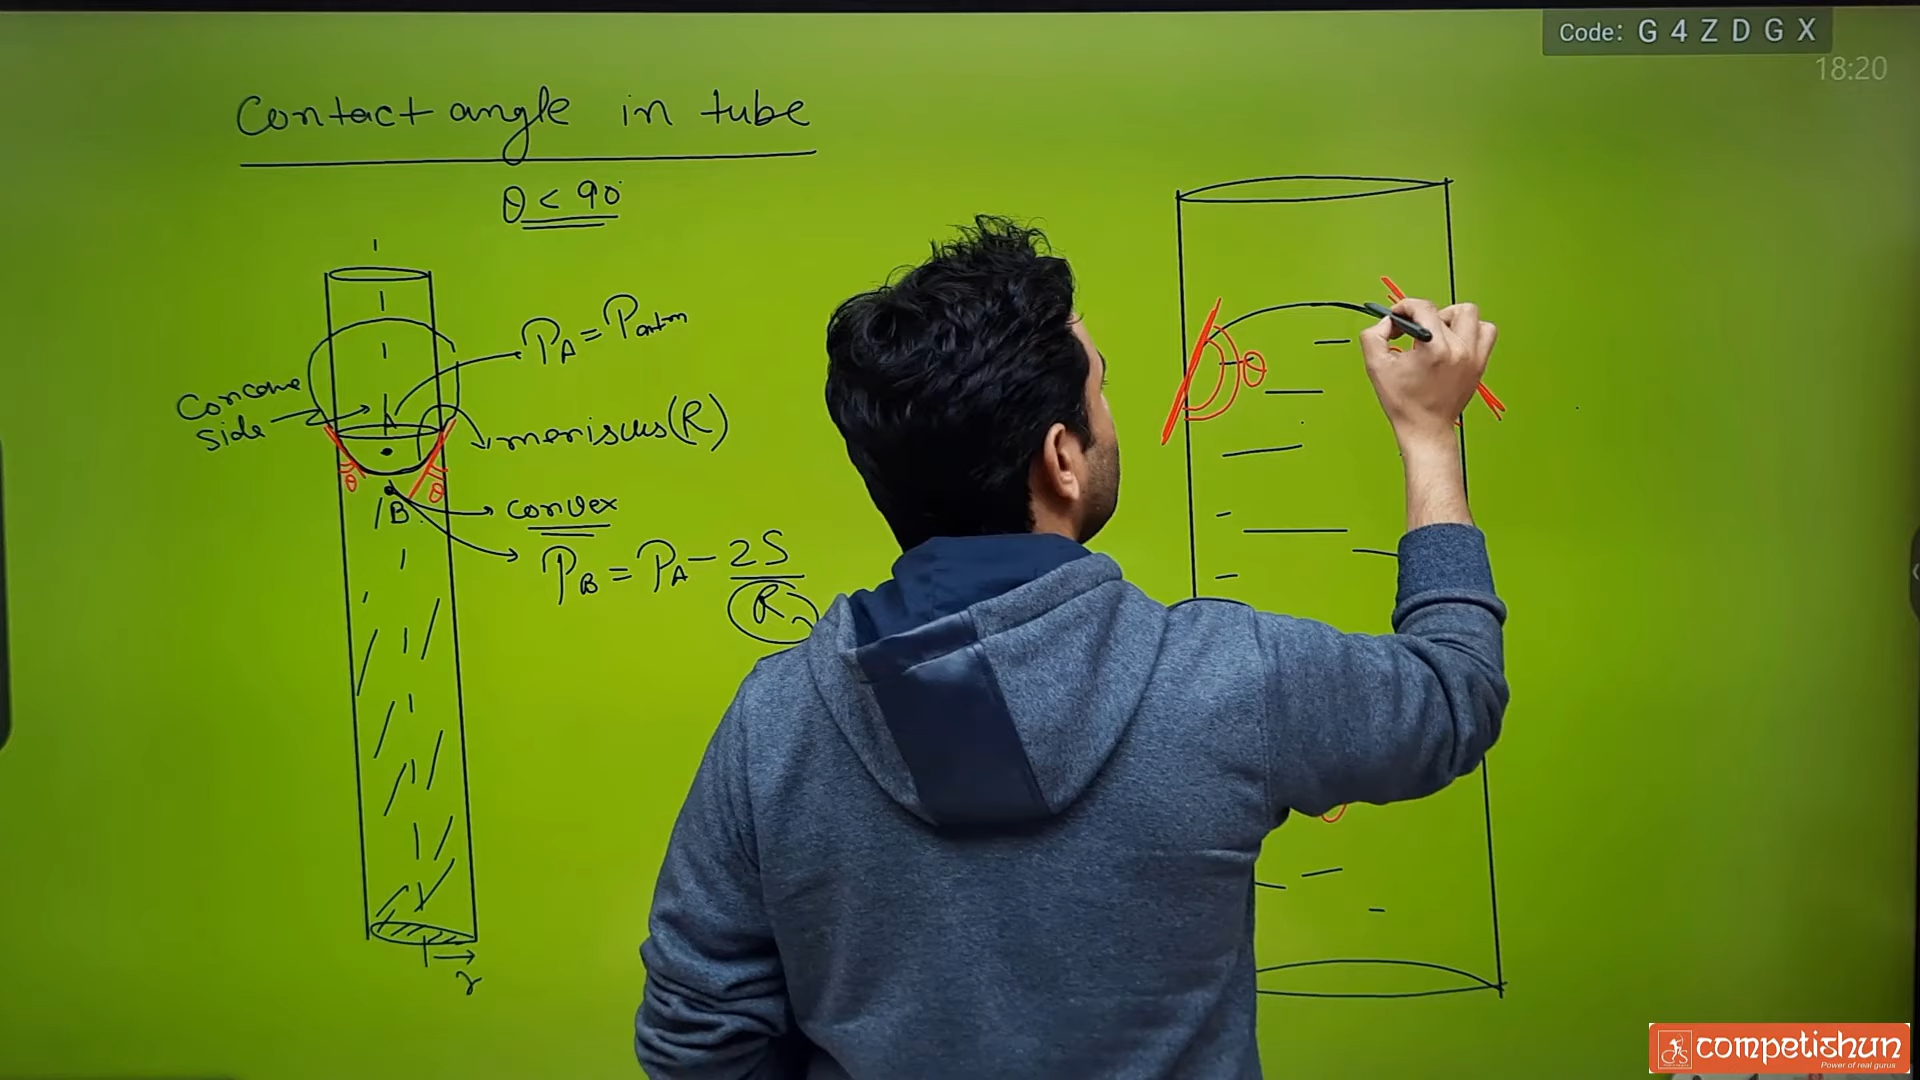 Code: G 4 Z D G X
18:20
Contact angle in tube
θ < 90°
P_A = P_atm
Concave
side
A
meniscus (R)
θ
θ
B
convex
P_B = P_A - 2S/R
r
θ
competishun
Power of real gurus